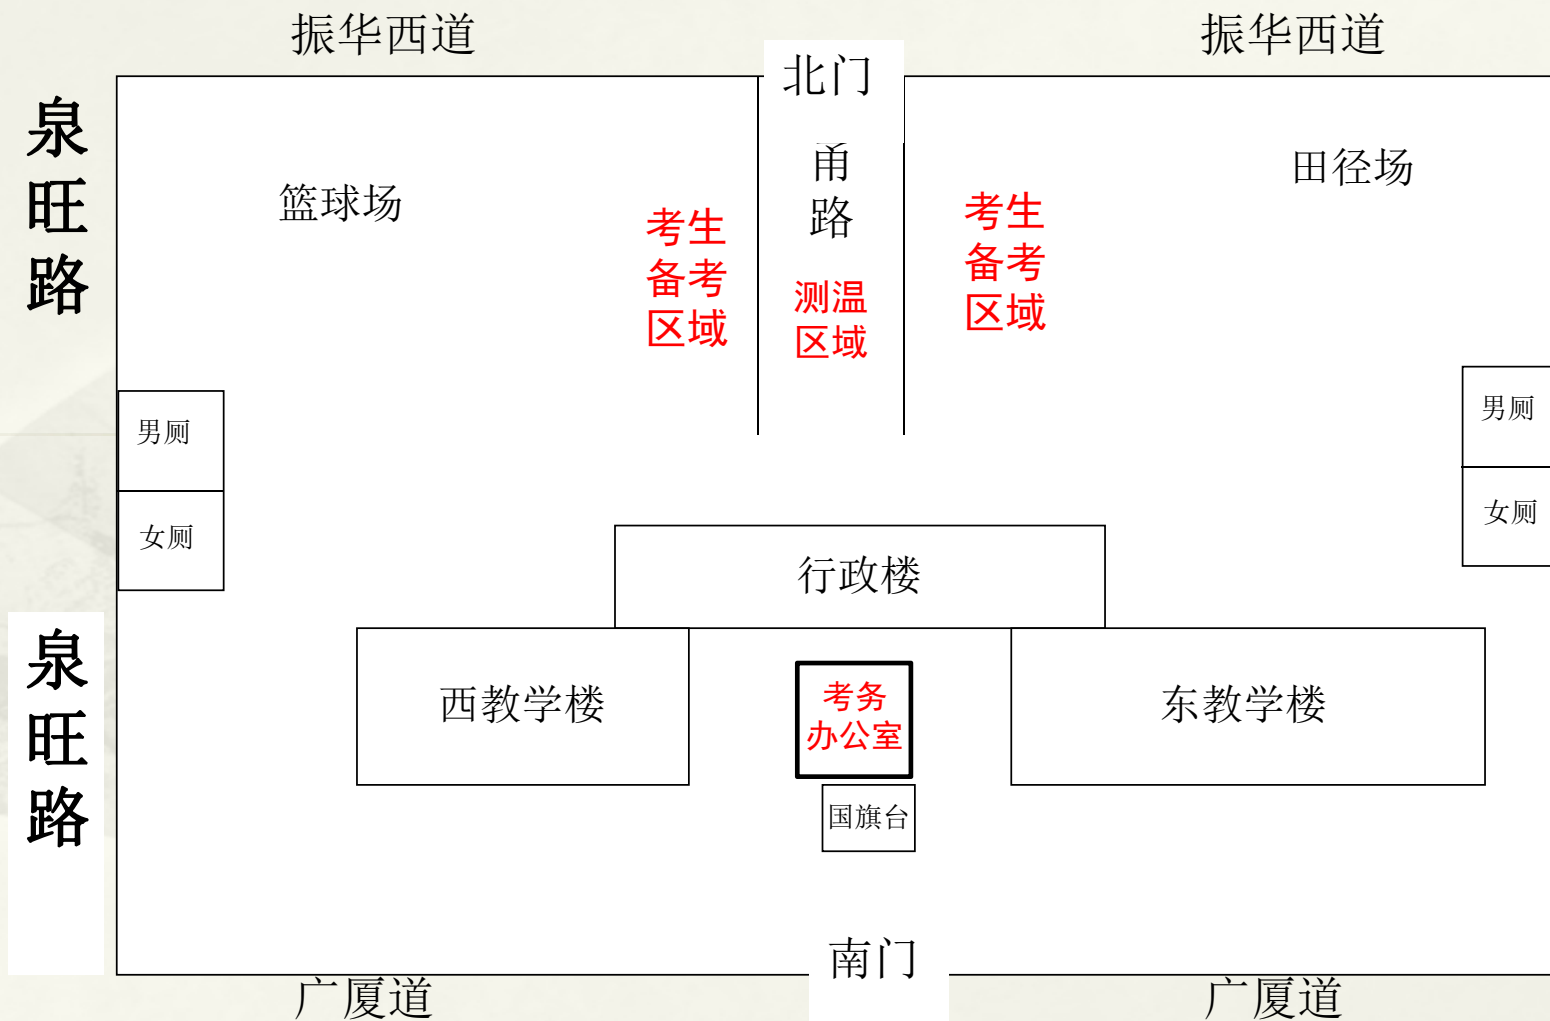 振华西道
振华西道
北门
泉旺路
篮球场
甬路
田径场
考生
备考
区域
测温
区域
考生
备考
区域
男厕
女厕
男厕
女厕
行政楼
泉旺路
西教学楼
考务
办公室
东教学楼
国旗台
南门
广厦道
广厦道